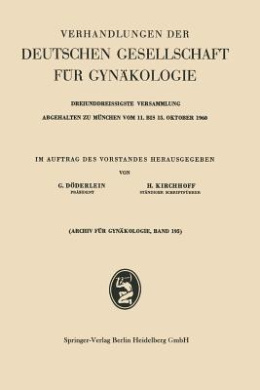 VERHANDLUNGEN DER
DEUTSCHEN GESELLSCHAFT
FÜR GYNÄKOLOGIE
DREIUNDDREISSIGSTE VERSAMMLUNG
ABGEHALTEN ZU MÜNCHEN VOM 11. BIS 15. OKTOBER 1960
IM AUFTRAG DES VORSTANDES HERAUSGEGEBEN
VON
G. DÖDERLEIN H. KIRCHHOFF
PRÄSIDENT STÄNDIGER SCHRIFTFÜHRER
(ARCHIV FÜR GYNÄKOLOGIE, BAND 195)
Springer-Verlag Berlin Heidelberg GmbH